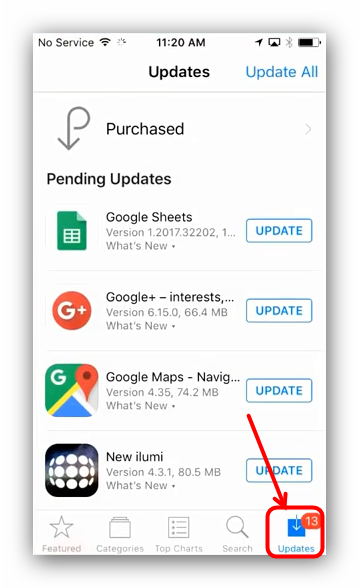 No Service 11:20 AM
Updates Update All
Purchased
Pending Updates
Google Sheets
Version 1.2017.32202, 1...
What's New
UPDATE
Google+ – interests,...
Version 6.15.0, 66.4 MB
What's New
UPDATE
G+
Google Maps - Navig...
Version 4.35, 74.2 MB
What's New
UPDATE
G
New ilumi
Version 4.3.1, 80.5 MB
What's New
UPDATE
13
Featured Categories Top Charts Search Updates